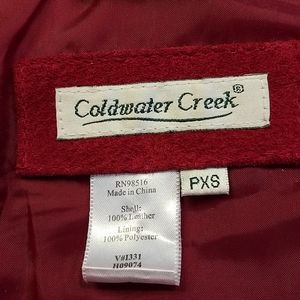 Coldwater Creek®
RN98516
Made in China
Shell:
100% Leather
Lining:
100% Polyester
V#1331
H09074
PXS